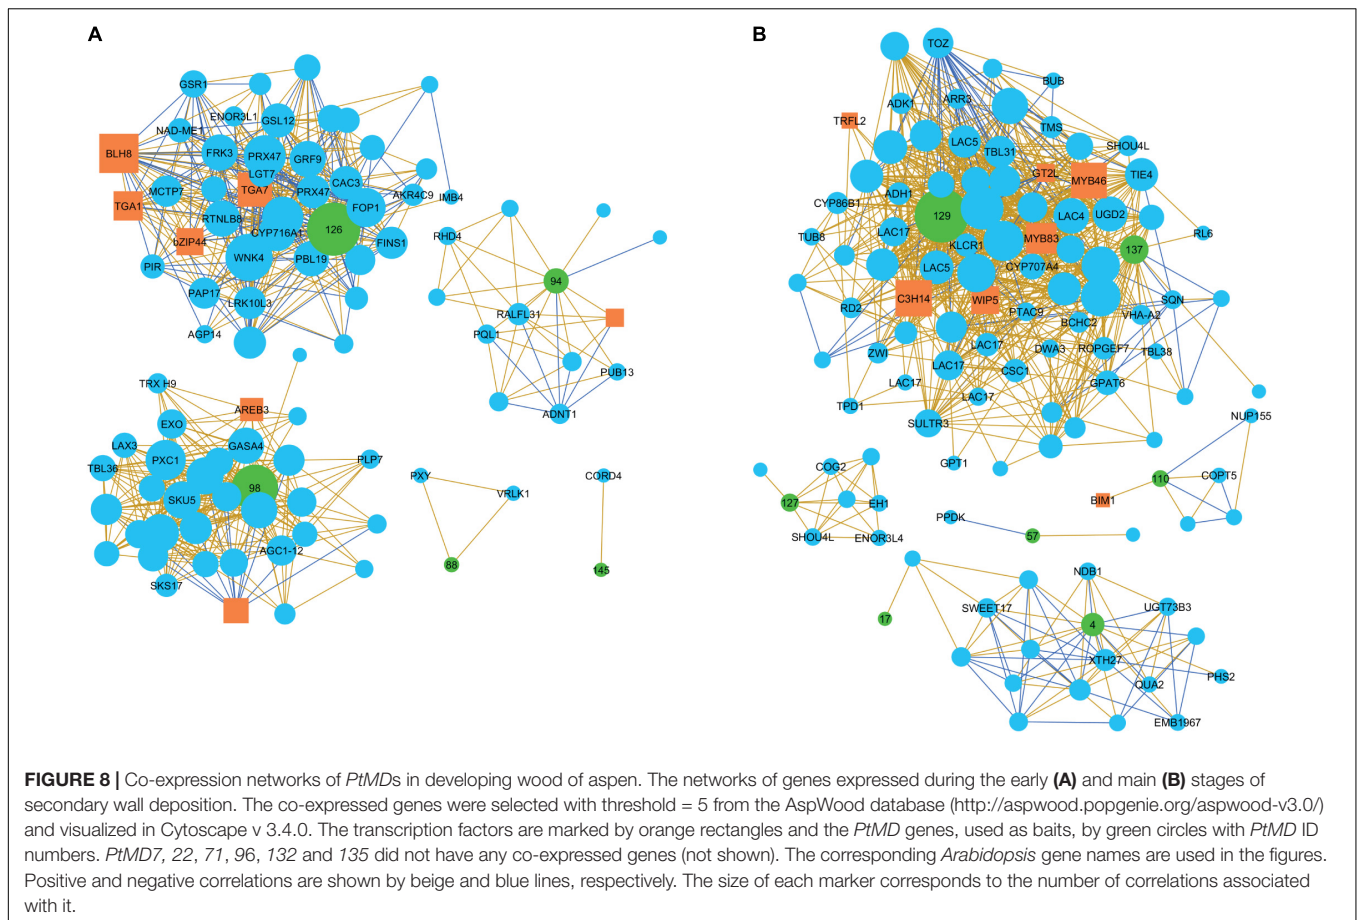 A
B
GSR1
ENOR3L1
GSL12
NAD-ME1
BLH8
FRK3
PRX47
GRF9
LGT7
TGA7
PRX47
CAC3
MCTP7
AKR4C9
IMB4
TGA1
FOP1
RTNLB8
CYP716A1
126
bZIP44
FINS1
WNK4
PBL19
PIR
PAP17
LRK10L3
AGP14
RHD4
94
RALFL31
PQL1
PUB13
ADNT1
TRX H9
AREB3
EXO
LAX3
GASA4
PXC1
TBL36
PLP7
98
SKU5
AGC1-12
SKS17
PXY
VRLK1
88
CORD4
145
TOZ
BUB
ADK1
ARR3
TRFL2
TMS
LAC5
TBL31
SHOU4L
GT2L
MYB46
TIE4
ADH1
CYP86B1
129
LAC4
UGD2
LAC17
TUB8
KLCR1
MYB83
RL6
137
LAC5
CYP707A4
C3H14
WIP5
SQN
RD2
PTAC9
BCHC2
VHA-A2
ZWI
LAC17
DWA3
ROPGEF7
TBL38
LAC17
CSC1
LAC17
GPAT6
LAC17
TPD1
SULTR3
GPT1
NUP155
COG2
110
COPT5
127
EH1
BIM1
SHOU4L
ENOR3L4
PPDK
57
NDB1
17
SWEET17
UGT73B3
4
XTH27
QUA2
PHS2
EMB1967
FIGURE 8 | Co-expression networks of PtMDs in developing wood of aspen. The networks of genes expressed during the early (A) and main (B) stages of
secondary wall deposition. The co-expressed genes were selected with threshold = 5 from the AspWood database (http://aspwood.popgenie.org/aspwood-v3.0/)
and visualized in Cytoscape v 3.4.0. The transcription factors are marked by orange rectangles and the PtMD genes, used as baits, by green circles with PtMD ID
numbers. PtMD7, 22, 71, 96, 132 and 135 did not have any co-expressed genes (not shown). The corresponding Arabidopsis gene names are used in the figures.
Positive and negative correlations are shown by beige and blue lines, respectively. The size of each marker corresponds to the number of correlations associated
with it.